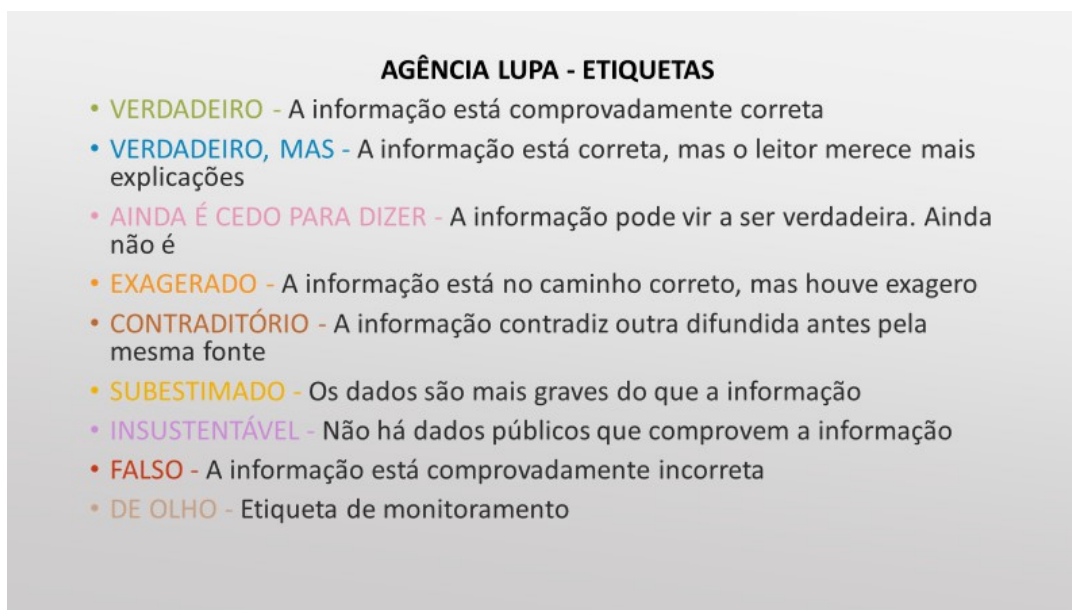 AGÊNCIA LUPA - ETIQUETAS
• VERDADEIRO - A informação está comprovadamente correta
• VERDADEIRO, MAS - A informação está correta, mas o leitor merece mais
explicações
• AINDA É CEDO PARA DIZER - A informação pode vir a ser verdadeira. Ainda
não é
• EXAGERADO - A informação está no caminho correto, mas houve exagero
• CONTRADITÓRIO - A informação contradiz outra difundida antes pela
mesma fonte
• SUBESTIMADO - Os dados são mais graves do que a informação
• INSUSTENTÁVEL - Não há dados públicos que comprovem a informação
• FALSO - A informação está comprovadamente incorreta
• DE OLHO - Etiqueta de monitoramento